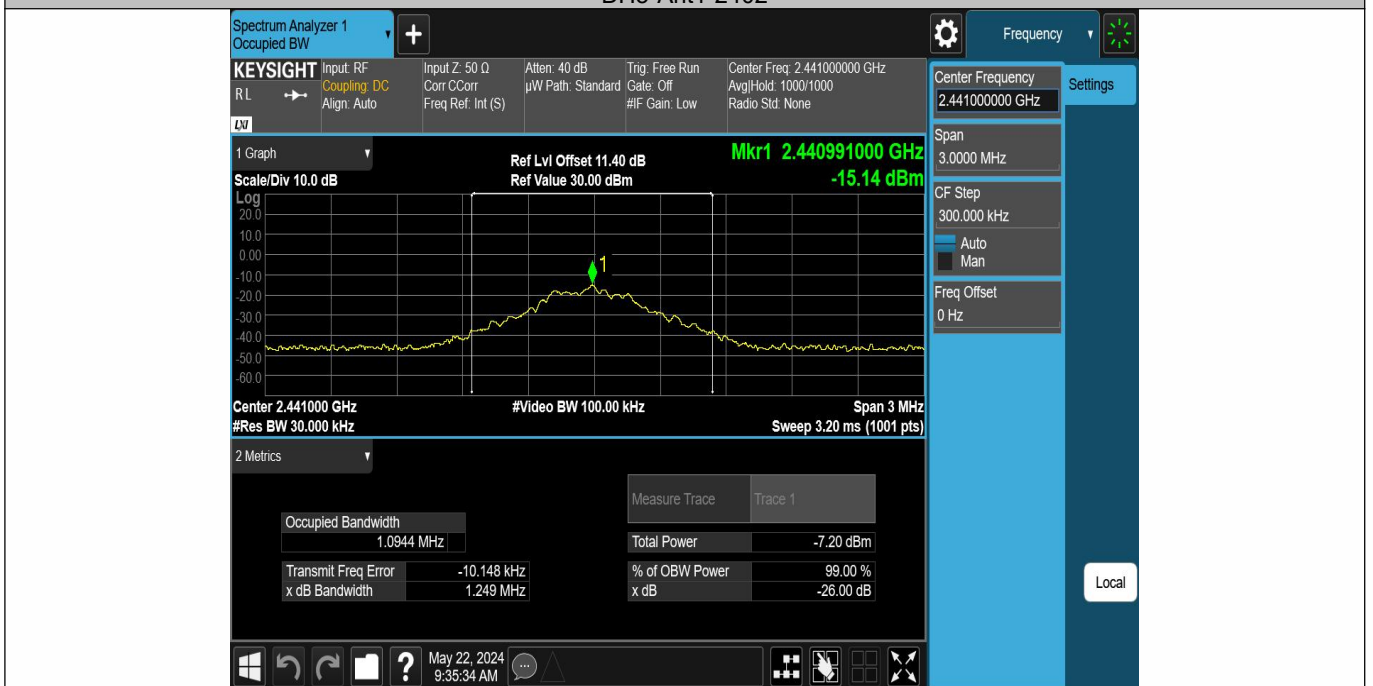 Spectrum Analyzer 1
Occupied BW
+
Frequency
KEYSIGHT
RL
LXI
Input: RF
Coupling: DC
Align: Auto
Input Z: 50 Ω
Corr CCorr
Freq Ref: Int (S)
Atten: 40 dB
µW Path: Standard
Trig: Free Run
Gate: Off
#IF Gain: Low
Center Freq: 2.441000000 GHz
Avg|Hold: 1000/1000
Radio Std: None
Center Frequency
2.441000000 GHz
Settings
Span
3.0000 MHz
CF Step
300.000 kHz
Auto
Man
Freq Offset
0 Hz
Local
1 Graph
Scale/Div 10.0 dB
Ref Lvl Offset 11.40 dB
Ref Value 30.00 dBm
Mkr1 2.440991000 GHz
-15.14 dBm
Log
20.0
10.0
0.00
-10.0
-20.0
-30.0
-40.0
-50.0
-60.0
1
Center 2.441000 GHz
#Res BW 30.000 kHz
#Video BW 100.00 kHz
Span 3 MHz
Sweep 3.20 ms (1001 pts)
2 Metrics
Measure Trace Trace 1
Occupied Bandwidth
1.0944 MHz
Total Power -7.20 dBm
Transmit Freq Error -10.148 kHz
% of OBW Power 99.00 %
x dB Bandwidth 1.249 MHz
x dB -26.00 dB
?
May 22, 2024
9:35:34 AM